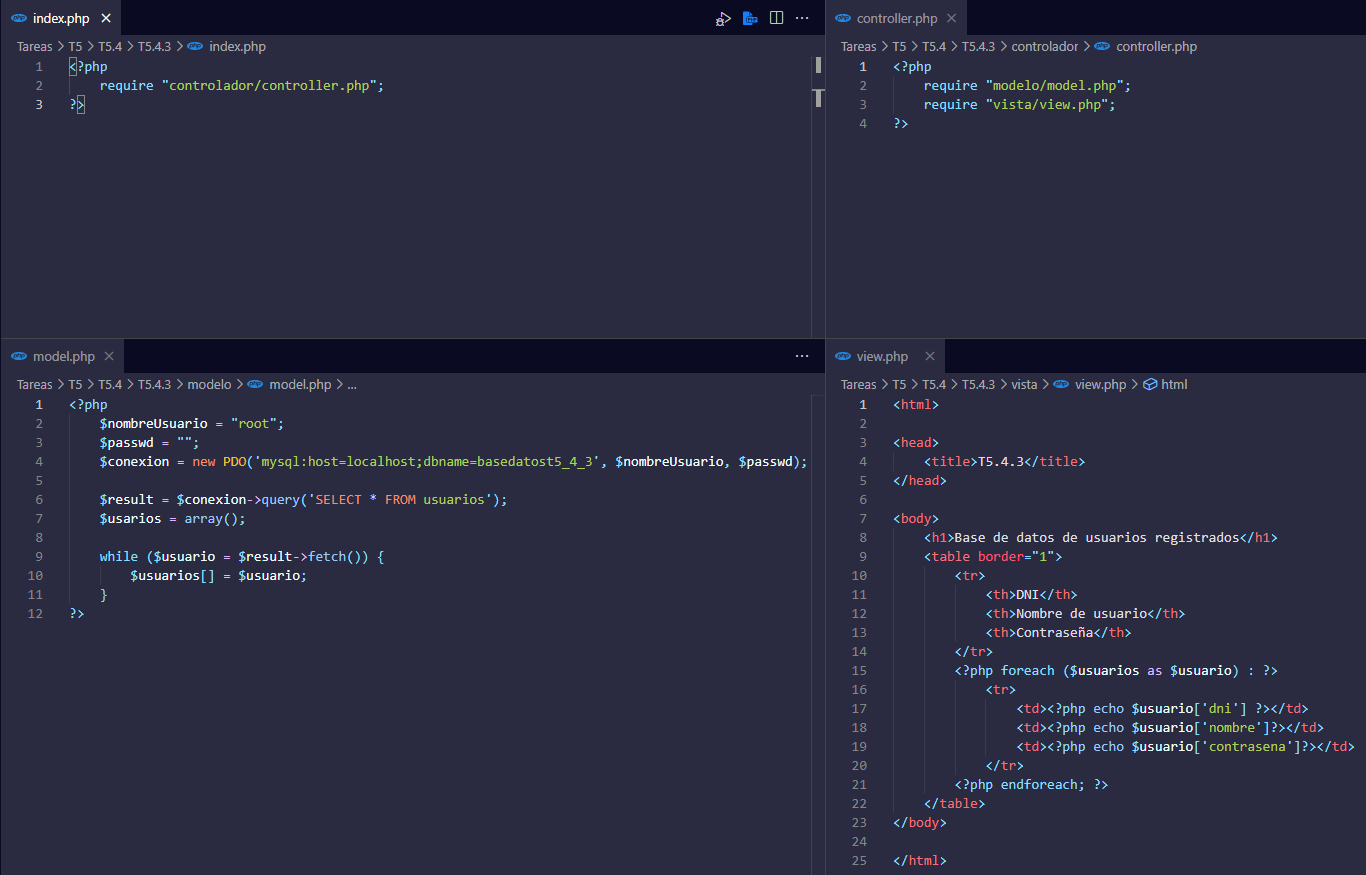 index.php
Tareas > T5 > T5.4 > T5.4.3 > index.php
1 <?php
2 require "controlador/controller.php";
3 ?>
controller.php
Tareas > T5 > T5.4 > T5.4.3 > controlador > controller.php
1 <?php
2 require "modelo/model.php";
3 require "vista/view.php";
4 ?>
model.php
Tareas > T5 > T5.4 > T5.4.3 > modelo > model.php > ...
1 <?php
2 $nombreUsuario = "root";
3 $passwd = "";
4 $conexion = new PDO('mysql:host=localhost;dbname=basedatost5_4_3', $nombreUsuario, $passwd);
5
6 $result = $conexion->query('SELECT * FROM usuarios');
7 $usarios = array();
8
9 while ($usuario = $result->fetch()) {
10 $usuarios[] = $usuario;
11 }
12 ?>
view.php
Tareas > T5 > T5.4 > T5.4.3 > vista > view.php > html
1 <html>
2
3 <head>
4 <title>T5.4.3</title>
5 </head>
6
7 <body>
8 <h1>Base de datos de usuarios registrados</h1>
9 <table border="1">
10 <tr>
11 <th>DNI</th>
12 <th>Nombre de usuario</th>
13 <th>Contraseña</th>
14 </tr>
15 <?php foreach ($usuarios as $usuario) : ?>
16 <tr>
17 <td><?php echo $usuario['dni'] ?></td>
18 <td><?php echo $usuario['nombre']?></td>
19 <td><?php echo $usuario['contrasena']?></td>
20 </tr>
21 <?php endforeach; ?>
22 </table>
23 </body>
24
25 </html>